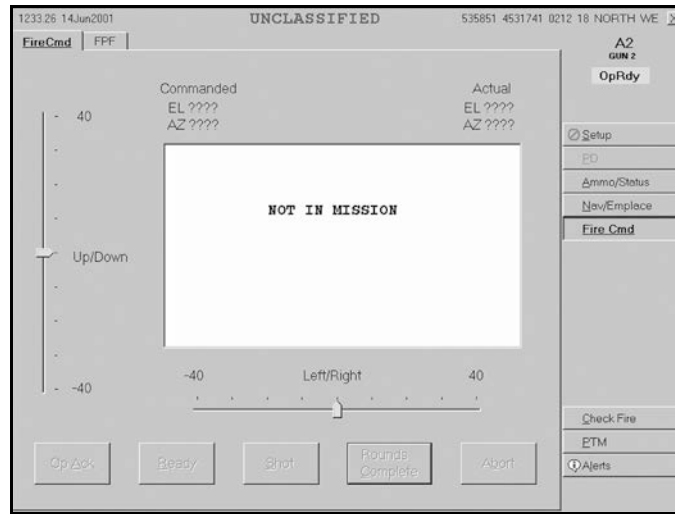 1233.26 14Jun2001 UNCLASSIFIED 535851 4531741 0212 18 NORTH WE X
FireCmd FPF
A2
GUN 2
OpRdy
Commanded Actual
EL ???? EL ????
AZ ???? AZ ????
40
Up/Down
-40
NOT IN MISSION
-40 Left/Right 40
Op Ack Ready Shot Rounds Complete Abort
Setup
PD
Ammo/Status
Nav/Emplace
Fire Cmd
Check Fire
PTM
Alerts